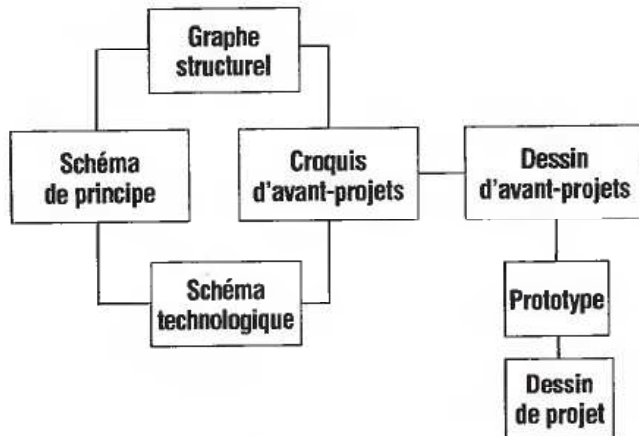 Graphe
structurel
Schéma
de principe
Croquis
d'avant-projets
Dessin
d'avant-projets
Schéma
technologique
Prototype
Dessin
de projet